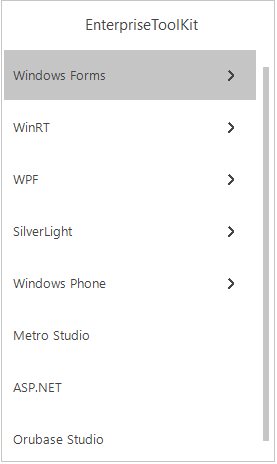 EnterpriseToolKit
Windows Forms
WinRT
WPF
SilverLight
Windows Phone
Metro Studio
ASP.NET
Orubase Studio